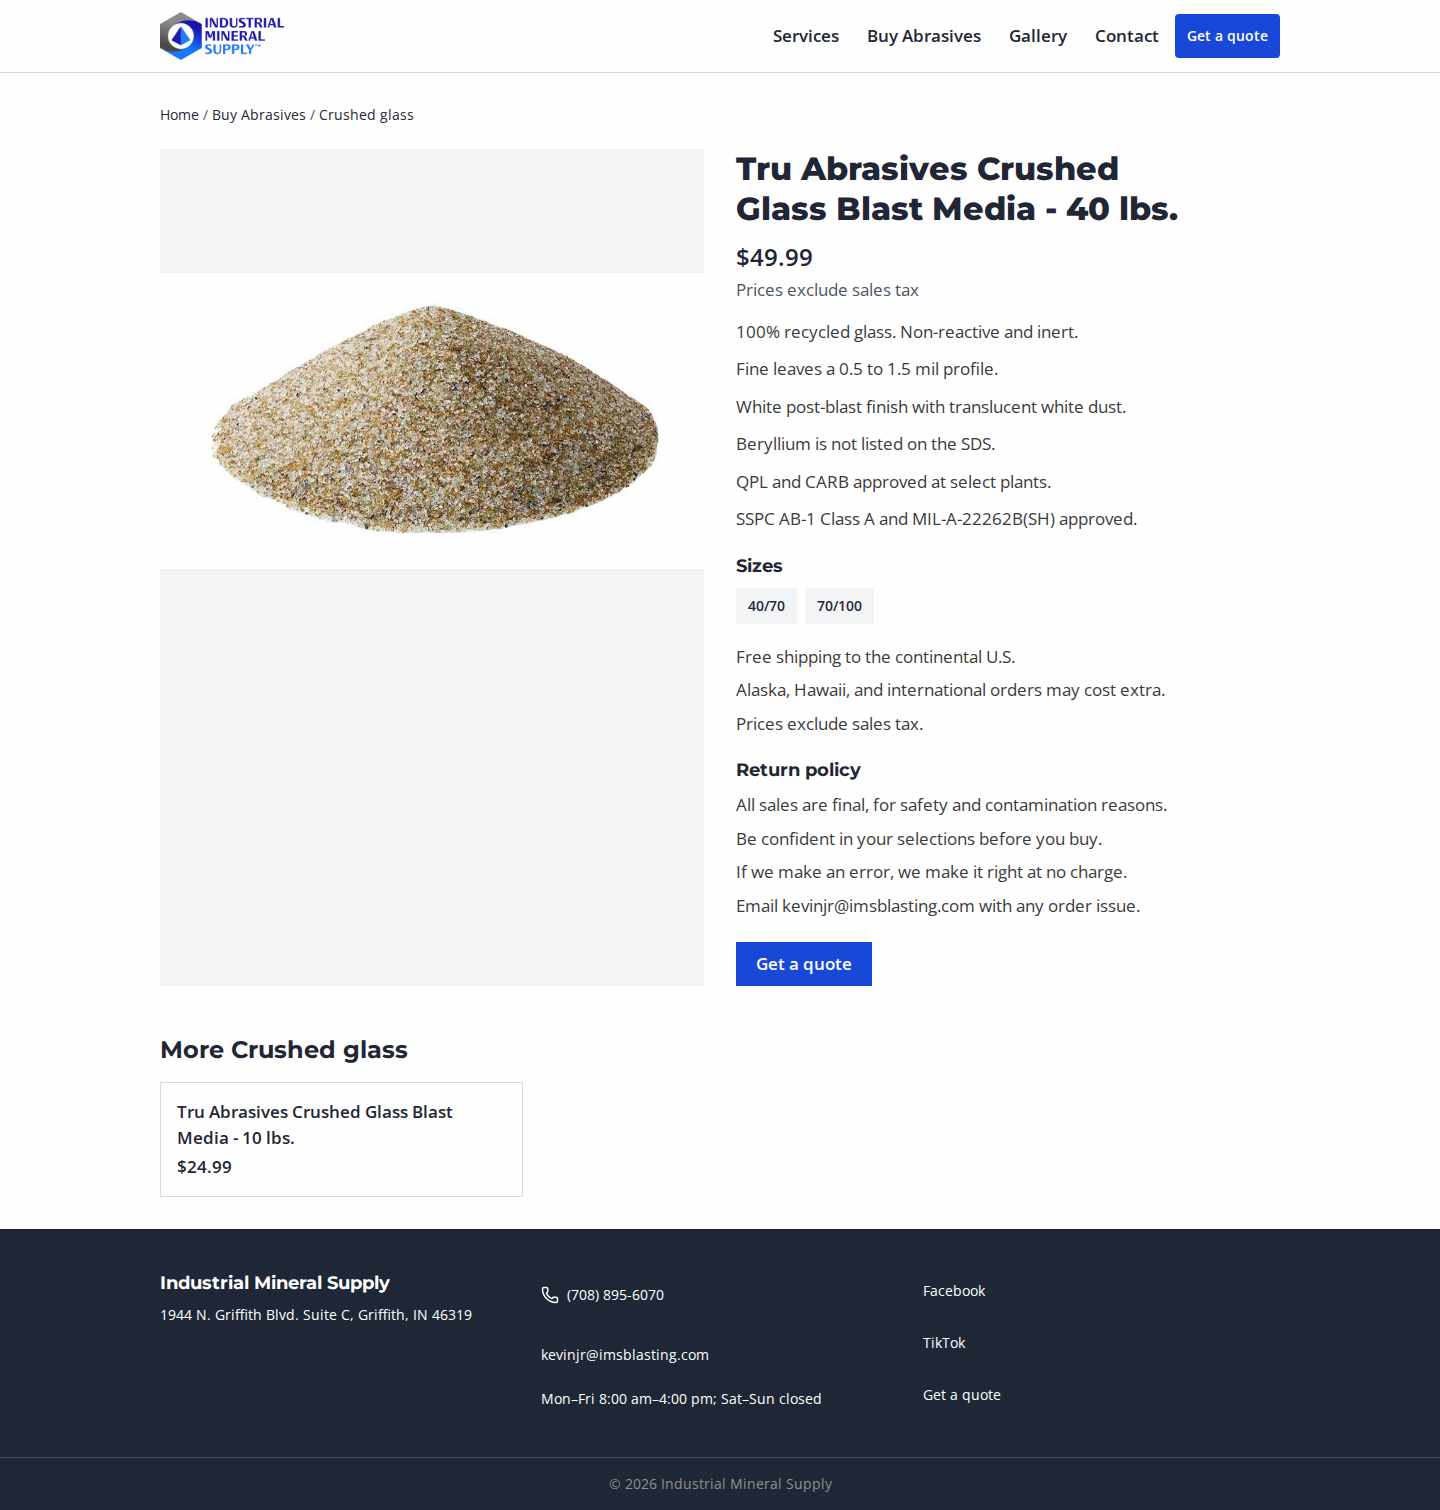 INDUSTRIAL
MINERAL
SUPPLY™
Services
Buy Abrasives
Gallery
Contact
Get a quote
Home / Buy Abrasives / Crushed glass
Tru Abrasives Crushed
Glass Blast Media - 40 lbs.
$49.99
Prices exclude sales tax
100% recycled glass. Non-reactive and inert.
Fine leaves a 0.5 to 1.5 mil profile.
White post-blast finish with translucent white dust.
Beryllium is not listed on the SDS.
QPL and CARB approved at select plants.
SSPC AB-1 Class A and MIL-A-22262B(SH) approved.
Sizes
40/70
70/100
Free shipping to the continental U.S.
Alaska, Hawaii, and international orders may cost extra.
Prices exclude sales tax.
Return policy
All sales are final, for safety and contamination reasons.
Be confident in your selections before you buy.
If we make an error, we make it right at no charge.
Email kevinjr@imsblasting.com with any order issue.
Get a quote
More Crushed glass
Tru Abrasives Crushed Glass Blast
Media - 10 lbs.
$24.99
Industrial Mineral Supply
1944 N. Griffith Blvd. Suite C, Griffith, IN 46319
(708) 895-6070
kevinjr@imsblasting.com
Mon–Fri 8:00 am–4:00 pm; Sat–Sun closed
Facebook
TikTok
Get a quote
© 2026 Industrial Mineral Supply